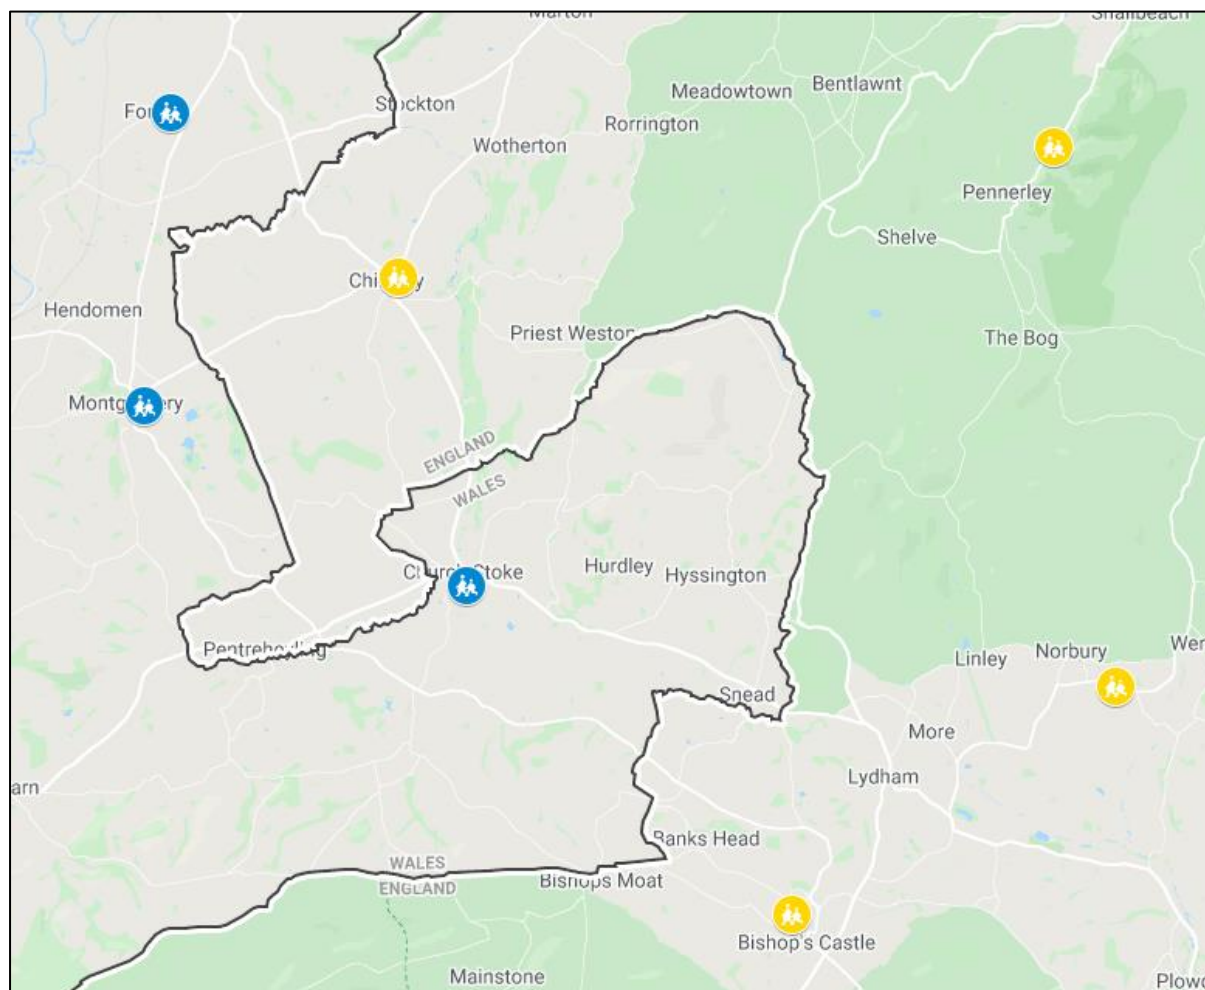 Marton
Stockton
Meadowtown
Bentlawnt
Rorrington
Wotherton
Pennerley
Shelve
Hendomen
Priest Weston
The Bog
ENGLAND
WALES
Hurdley
Hyssington
Norbury
Linley
Snead
More
Lydham
Banks Head
WALES
ENGLAND
Bishops Moat
Bishop's Castle
Mainstone